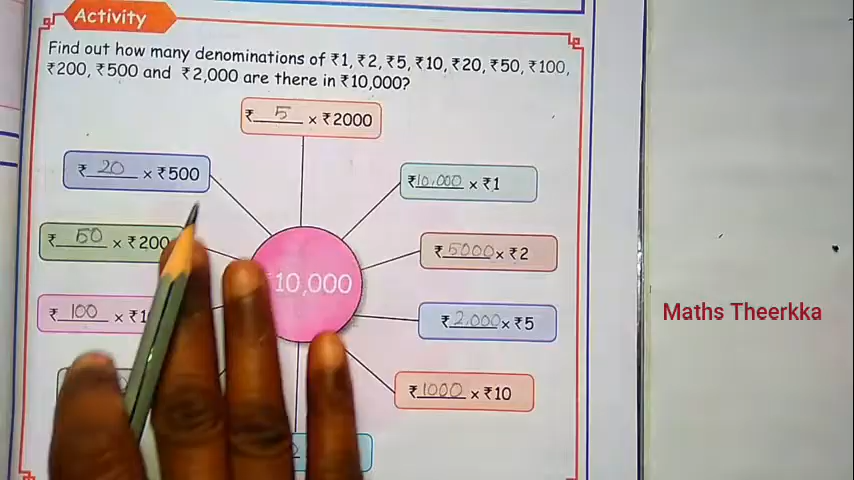 Activity
Find out how many denominations of ₹1, ₹2, ₹5, ₹10, ₹20, ₹50, ₹100,
₹200, ₹500 and ₹2,000 are there in ₹10,000?
₹ 5 × ₹2000
₹ 20 × ₹500
₹10,000 × ₹1
₹ 50 × ₹200
₹ 5000 × ₹2
10,000
₹ 100 × ₹1
₹ 2,000 × ₹5
₹ 1000 × ₹10
Maths Theerkka